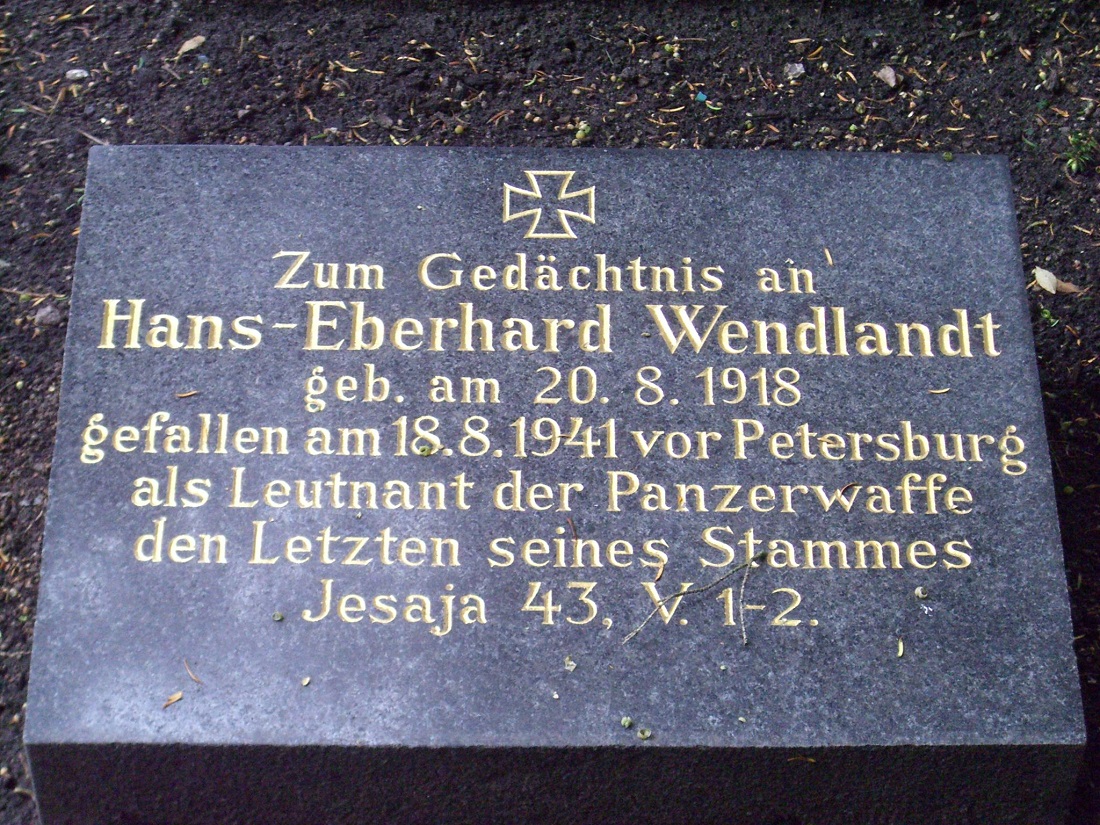 Zum Gedächtnis an
Hans-Eberhard Wendlandt
geb. am 20. 8. 1918
gefallen am 18.8.1941 vor Petersburg
als Leutnant der Panzerwaffe
den Letzten seines Stammes
Jesaja 43, V. 1-2.